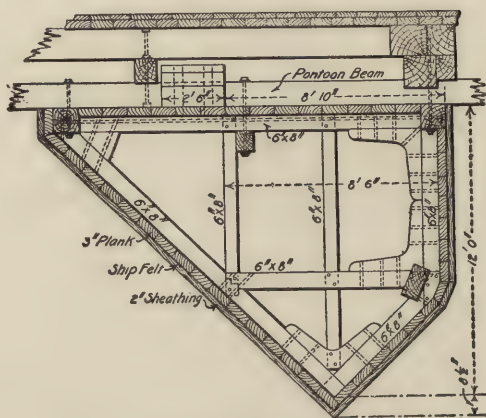 Pontoon Beam
2' 6"
8' 10"
6"x8"
8' 6"
6"x8"
6"x8"
6"x8"
6"x8"
3" Plank
6"x8"
Ship Felt
2" Sheathing
6"x8"
12' 0"